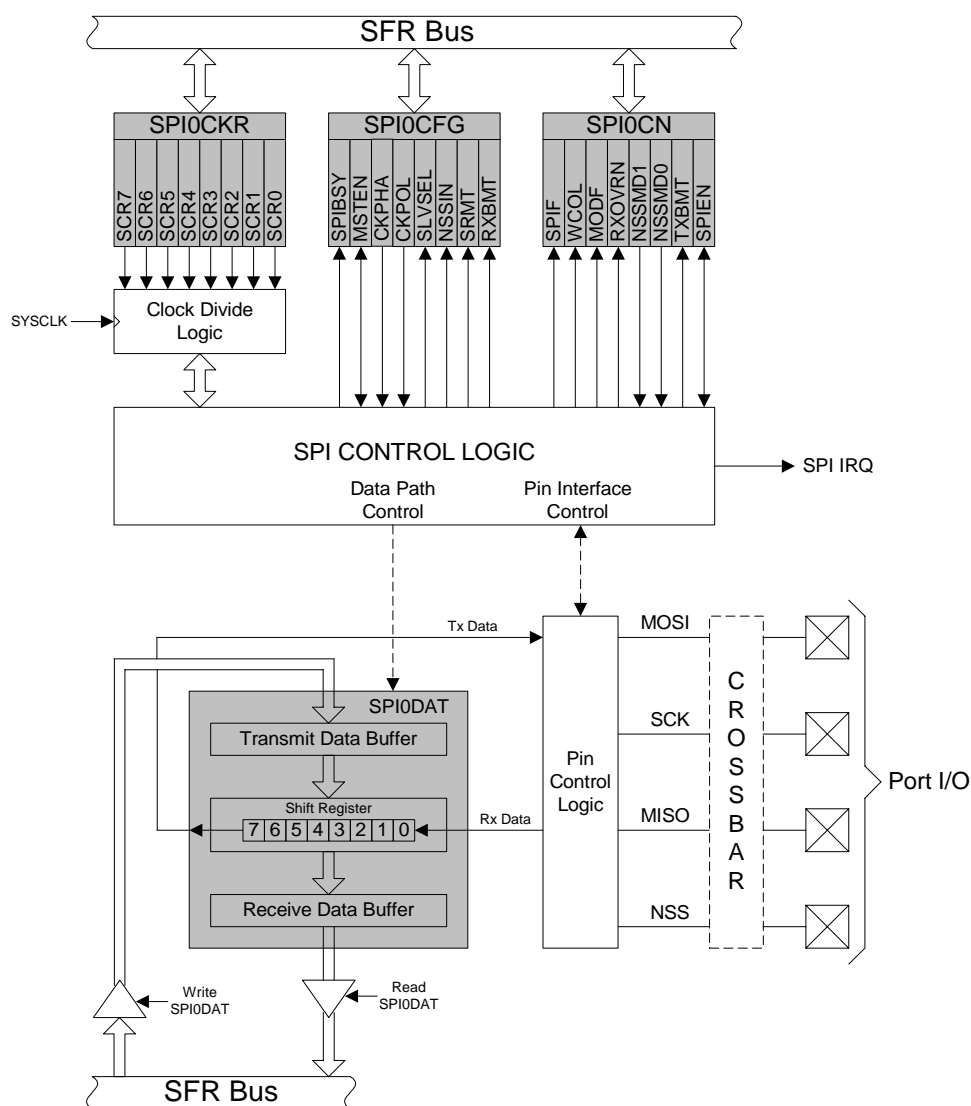 SFR Bus
SPI0CKR
SPI0CFG
SPI0CN
SCR7
SCR6
SCR5
SCR4
SCR3
SCR2
SCR1
SCR0
SPIBSY
MSTEN
CKPHA
CKPOL
SLVSEL
NSSIN
SRMT
RXBMT
SPIF
WCOL
MODF
RXOVRN
NSSMD1
NSSMD0
TXBMT
SPIEN
SYSCLK
Clock Divide
Logic
SPI CONTROL LOGIC
SPI IRQ
Data Path
Control
Pin Interface
Control
Tx Data
MOSI
SPI0DAT
Transmit Data Buffer
SCK
Shift Register
7 6 5 4 3 2 1 0
Rx Data
Pin
Control
Logic
MISO
Receive Data Buffer
NSS
CROSSBAR
Port I/O
Write
SPI0DAT
Read
SPI0DAT
SFR Bus